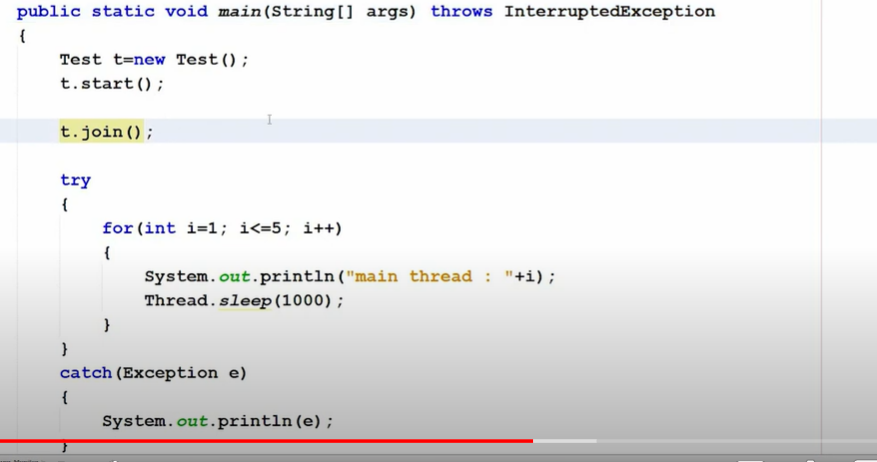 public static void main(String[] args) throws InterruptedException
{
Test t=new Test();
t.start();
t.join();
try
{
for(int i=1; i<=5; i++)
{
System.out.println("main thread : "+i);
Thread.sleep(1000);
}
}
catch(Exception e)
{
System.out.println(e);
}